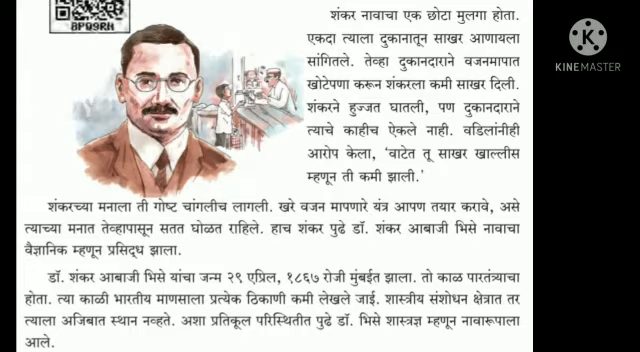 8PQ9RH
शंकर नावाचा एक छोटा मुलगा होता.
एकदा त्याला दुकानातून साखर आणायला
सांगितले. तेव्हा दुकानदाराने वजनमापात
खोटेपणा करून शंकरला कमी साखर दिली.
शंकरने हुज्जत घातली, पण दुकानदाराने
त्याचे काहीच ऐकले नाही. वडिलांनीही
आरोप केला, ‘वाटेत तू साखर खाल्लीस
म्हणून ती कमी झाली.’
KINEMASTER
शंकरच्या मनाला ती गोष्ट चांगलीच लागली. खरे वजन मापणारे यंत्र आपण तयार करावे, असे
त्याच्या मनात तेव्हापासून सतत घोळत राहिले. हाच शंकर पुढे डॉ. शंकर आबाजी भिसे नावाचा
वैज्ञानिक म्हणून प्रसिद्ध झाला.
डॉ. शंकर आबाजी भिसे यांचा जन्म २९ एप्रिल, १८६७ रोजी मुंबईत झाला. तो काळ पारतंत्र्याचा
होता. त्या काळी भारतीय माणसाला प्रत्येक ठिकाणी कमी लेखले जाई. शास्त्रीय संशोधन क्षेत्रात तर
त्याला अजिबात स्थान नव्हते. अशा प्रतिकूल परिस्थितीत पुढे डॉ. भिसे शास्त्रज्ञ म्हणून नावारूपाला
आले.